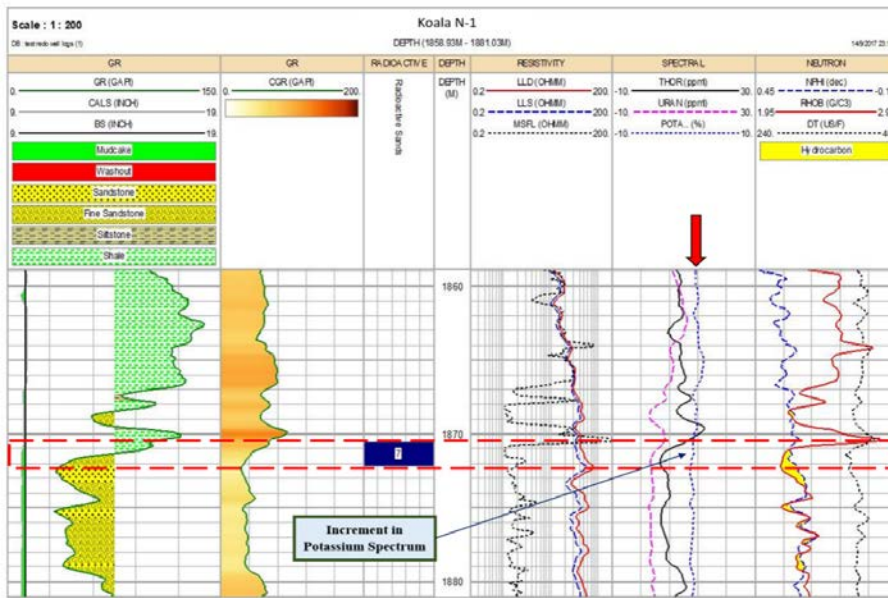 Scale : 1 : 200
Koala N-1
DEPTH (1858.93M - 1881.03M)
GR
GR
RADIOACTIVE
DEPTH
RESISTIVITY
SPECTRAL
NEUTRON
GR (GAPI)
0. 150.
CALS (INCH)
9. 19.
BS (INCH)
9. 19.
Mudcake
Washout
Sandstone
Fine Sandstone
Siltstone
Shale
CGR (GAPI)
0. 200.
Radioactive Sands
DEPTH
(M)
LLD (OHMM)
0.2 200.
LLS (OHMM)
0.2 200.
MSFL (OHMM)
0.2 200.
THOR (ppm)
-10. 30.
URAN (ppm)
-10. 30.
POTA... (%)
-10. 10.
NPHI (dec)
0.45
RHOB (G/C3)
1.95
DT (US/F)
240.
Hydrocarbon
1860
1870
7
Increment in
Potassium Spectrum
1880